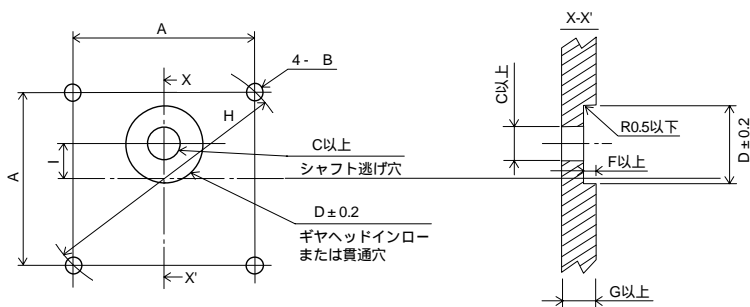 A
X
4 - B
H
C以上
シャフト逃げ穴
I
A
D ± 0.2
ギヤヘッドインロー
または貫通穴
X'
X-X'
C以上
R0.5以下
F以上
D ± 0.2
G以上